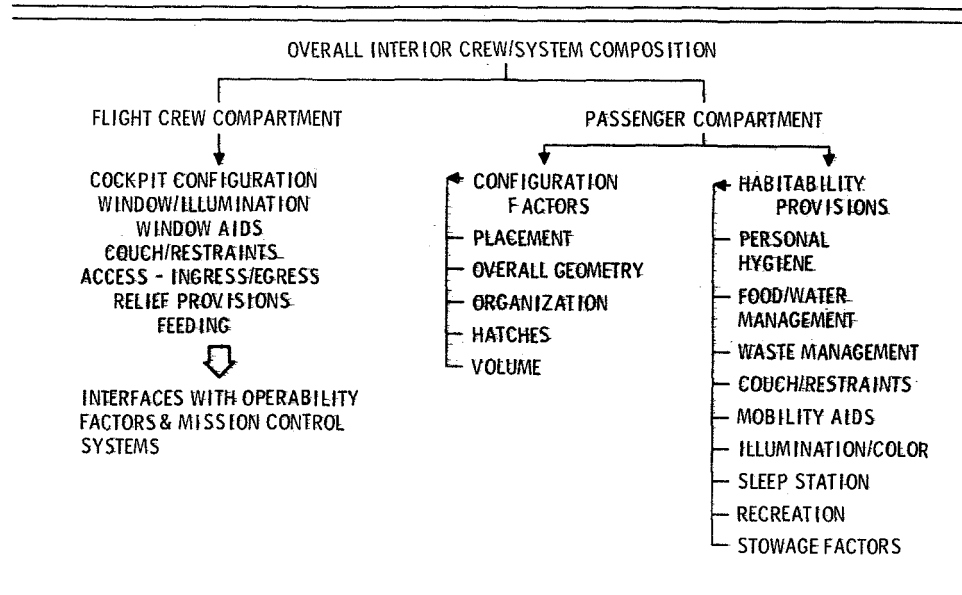 OVERALL INTERIOR CREW/SYSTEM COMPOSITION
FLIGHT CREW COMPARTMENT
COCKPIT CONFIGURATION
WINDOW/ILLUMINATION
WINDOW AIDS
COUCH/RESTRAINTS
ACCESS - INGRESS/EGRESS
RELIEF PROVISIONS
FEEDING
INTERFACES WITH OPERABILITY
FACTORS & MISSION CONTROL
SYSTEMS
PASSENGER COMPARTMENT
CONFIGURATION
FACTORS
PLACEMENT
OVERALL GEOMETRY
ORGANIZATION
HATCHES
VOLUME
HABITABILITY
PROVISIONS
PERSONAL
HYGIENE
FOOD/WATER
MANAGEMENT
WASTE MANAGEMENT
COUCH/RESTRAINTS
MOBILITY AIDS
ILLUMINATION/COLOR
SLEEP STATION
RECREATION
STOWAGE FACTORS